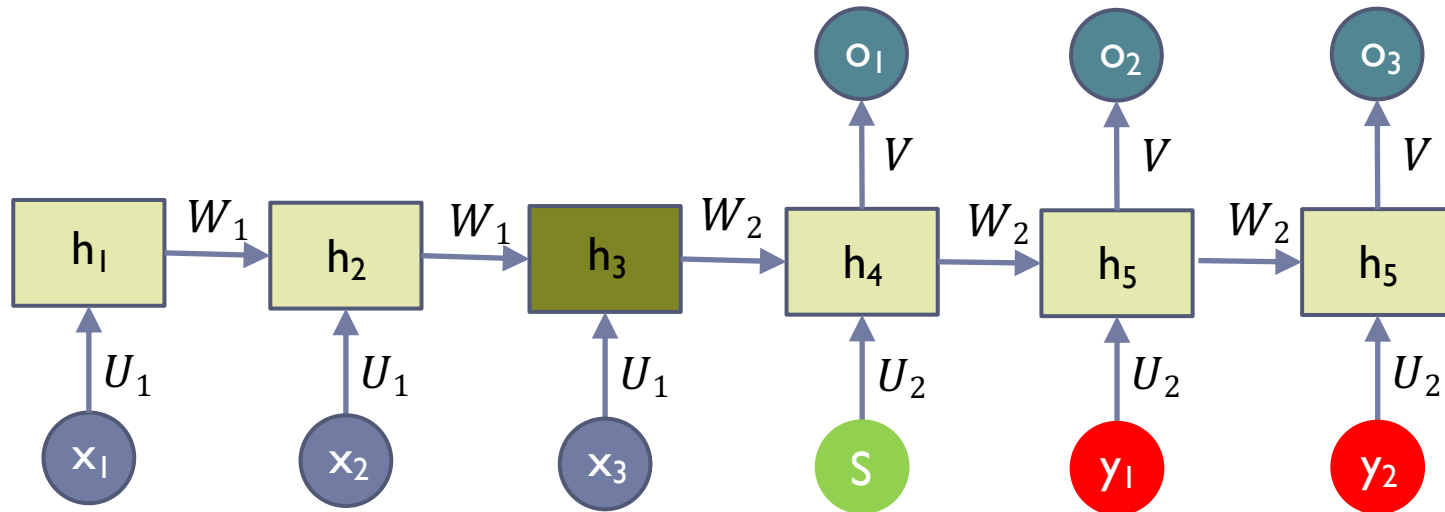 o₁ o₂ o₃
V V V
W₁ W₁ W₂ W₂ W₂
h₁ h₂ h₃ h₄ h₅ h₅
U₁ U₁ U₁ U₂ U₂ U₂
x₁ x₂ x₃ S y₁ y₂